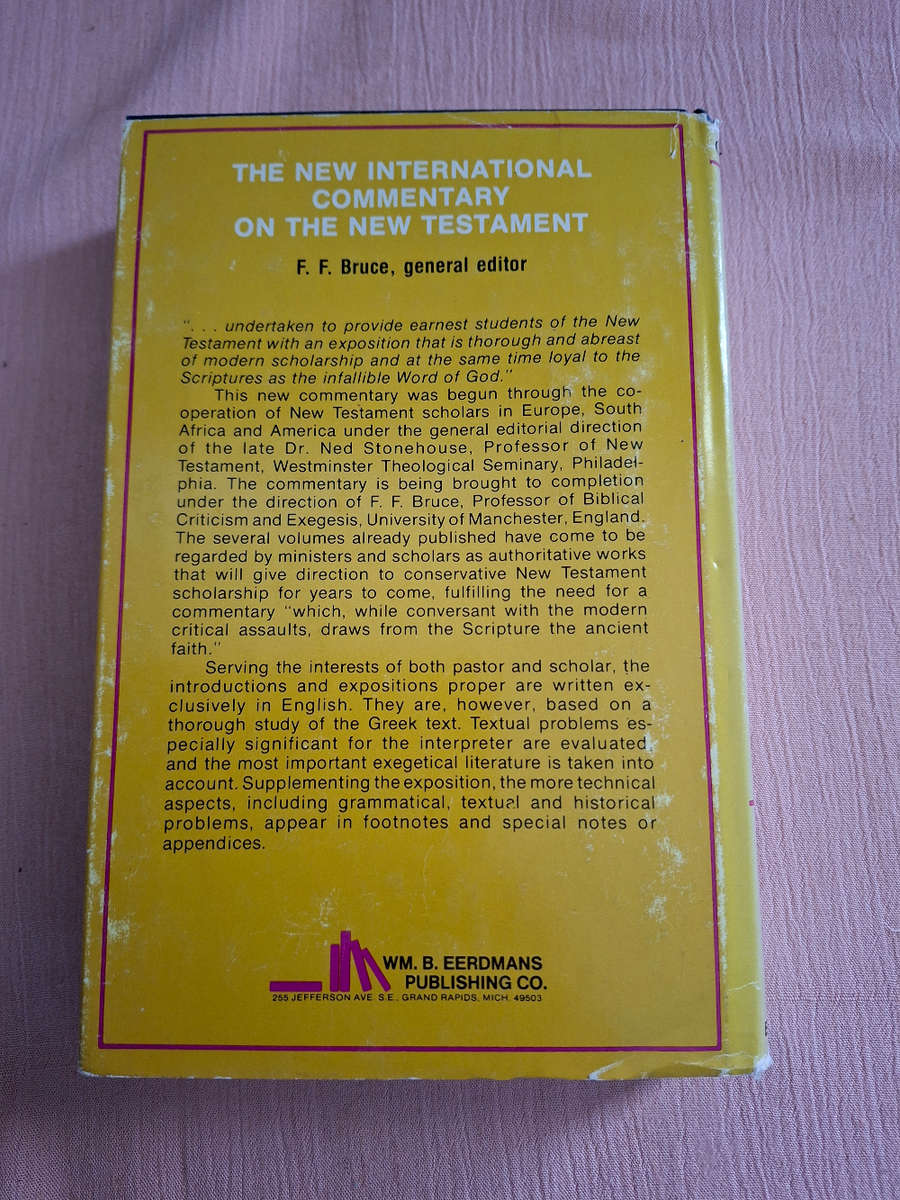 THE NEW INTERNATIONAL
COMMENTARY
ON THE NEW TESTAMENT
F. F. Bruce, general editor
". . . undertaken to provide earnest students of the New
Testament with an exposition that is thorough and abreast
of modern scholarship and at the same time loyal to the
Scriptures as the infallible Word of God."
This new commentary was begun through the co-
operation of New Testament scholars in Europe, South
Africa and America under the general editorial direction
of the late Dr. Ned Stonehouse, Professor of New
Testament, Westminster Theological Seminary, Philadel-
phia. The commentary is being brought to completion
under the direction of F. F. Bruce, Professor of Biblical
Criticism and Exegesis, University of Manchester, England.
The several volumes already published have come to be
regarded by ministers and scholars as authoritative works
that will give direction to conservative New Testament
scholarship for years to come, fulfilling the need for a
commentary "which, while conversant with the modern
critical assaults, draws from the Scripture the ancient
faith."
Serving the interests of both pastor and scholar, the
introductions and expositions proper are written ex-
clusively in English. They are, however, based on a
thorough study of the Greek text. Textual problems es-
pecially significant for the interpreter are evaluated,
and the most important exegetical literature is taken into
account. Supplementing the exposition, the more technical
aspects, including grammatical, textual and historical
problems, appear in footnotes and special notes or
appendices.
WM. B. EERDMANS
PUBLISHING CO.
255 JEFFERSON AVE. S.E., GRAND RAPIDS, MICH. 49503